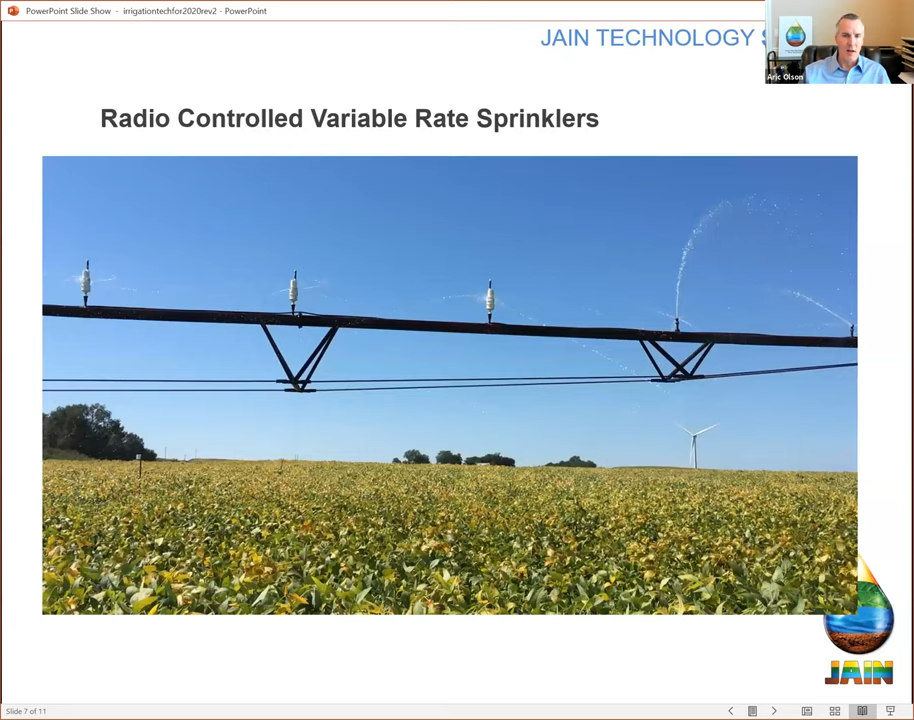 PowerPoint Slide Show - irrigationtechfor2020rev2 - PowerPoint
JAIN TECHNOLOGY
Aric Olson
Radio Controlled Variable Rate Sprinklers
JAIN
Slide 7 of 11